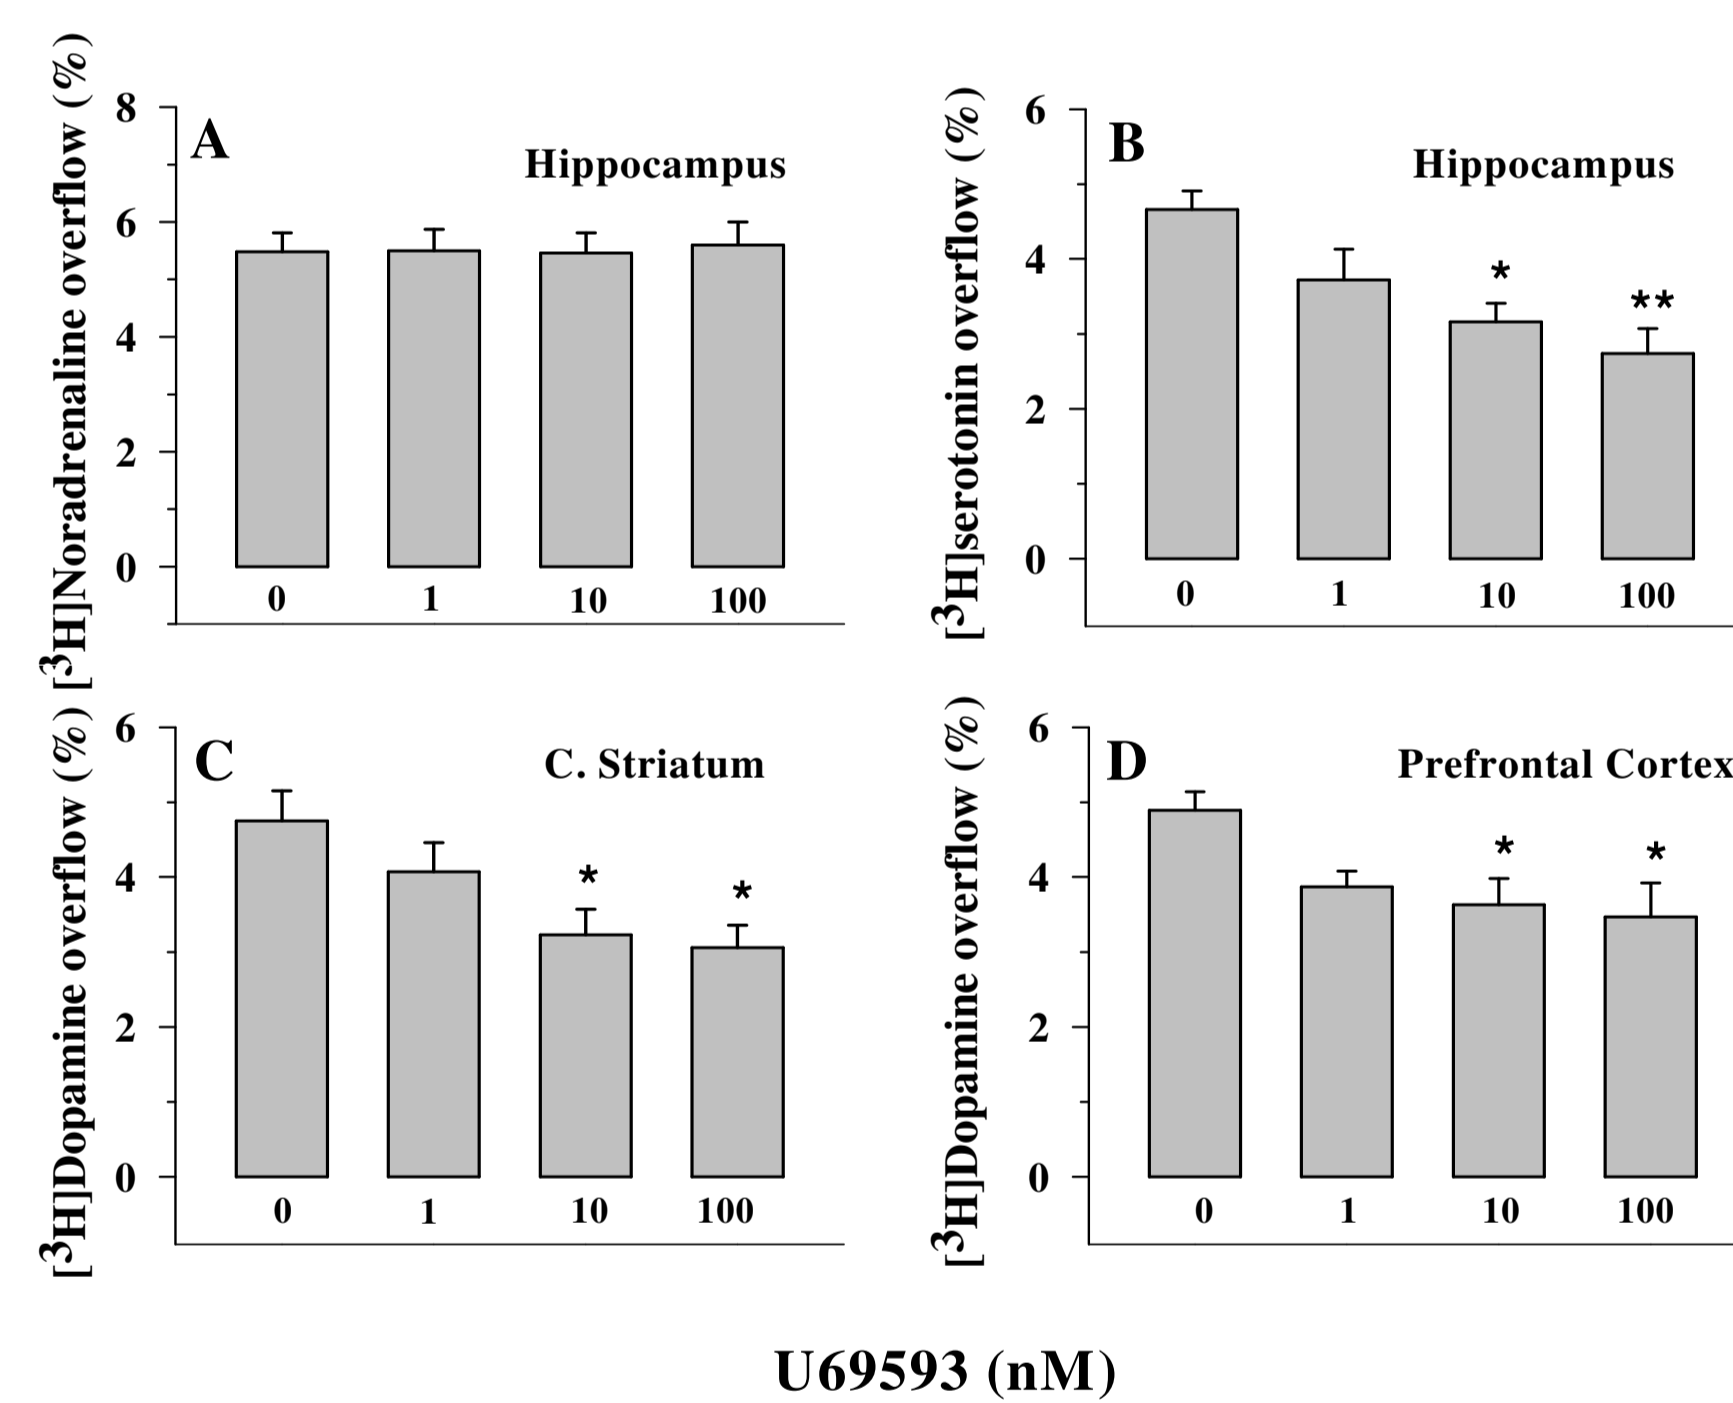 [3H]Noradrenaline overflow (%)
8
6
4
2
0
A
Hippocampus
0 1 10 100
[3H]serotonin overflow (%)
6
4
2
0
B
Hippocampus
*
**
0 1 10 100
[3H]Dopamine overflow (%)
6
4
2
0
C
C. Striatum
*
*
0 1 10 100
[3H]Dopamine overflow (%)
6
4
2
0
D
Prefrontal Cortex
*
*
0 1 10 100
U69593 (nM)